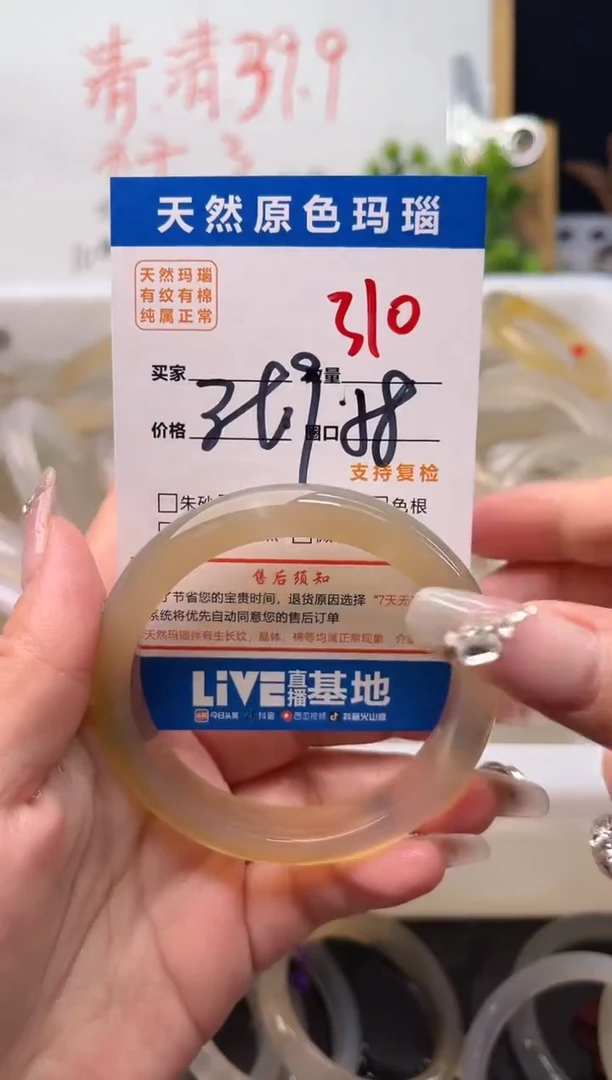 清清39.9
天然原色玛瑙
天然玛瑙
有纹有棉
纯属正常
310
买家 数量
价格 圈口
支持复检
朱砂
色根
售后须知
了节省您的宝贵时间，退货原因选择“7天无
系统将优先自动同意您的售后订单
天然玛瑙伴有生长纹，晶体，棉等均属正常现象
LiVE直播基地
今日头条 抖音 西瓜视频 抖音火山版